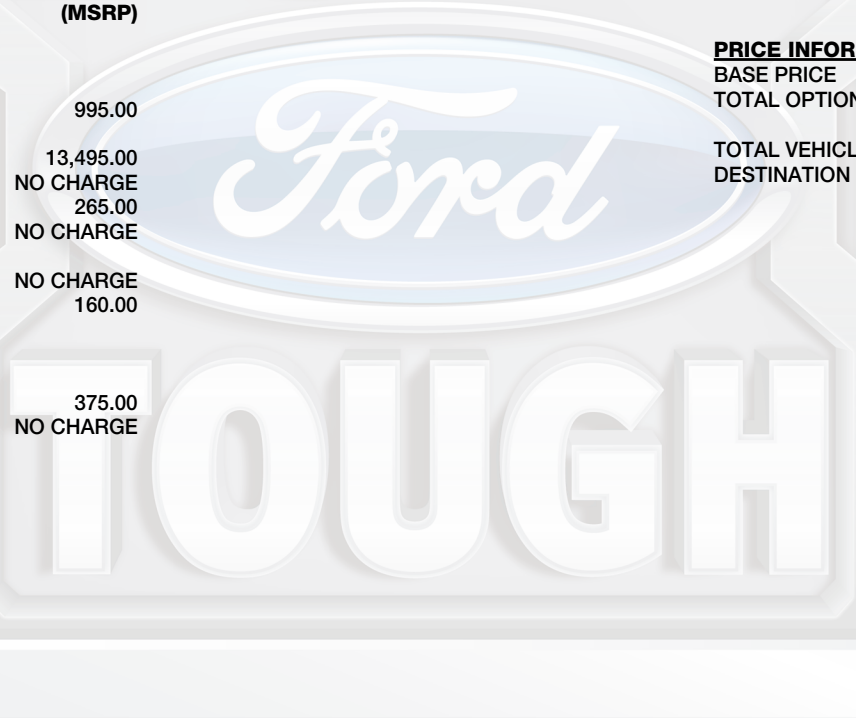 (MSRP)
995.00
13,495.00
NO CHARGE
265.00
NO CHARGE
NO CHARGE
160.00
375.00
NO CHARGE
PRICE INFOR
BASE PRICE
TOTAL OPTION
TOTAL VEHICL
DESTINATION
Ford
TOUGH